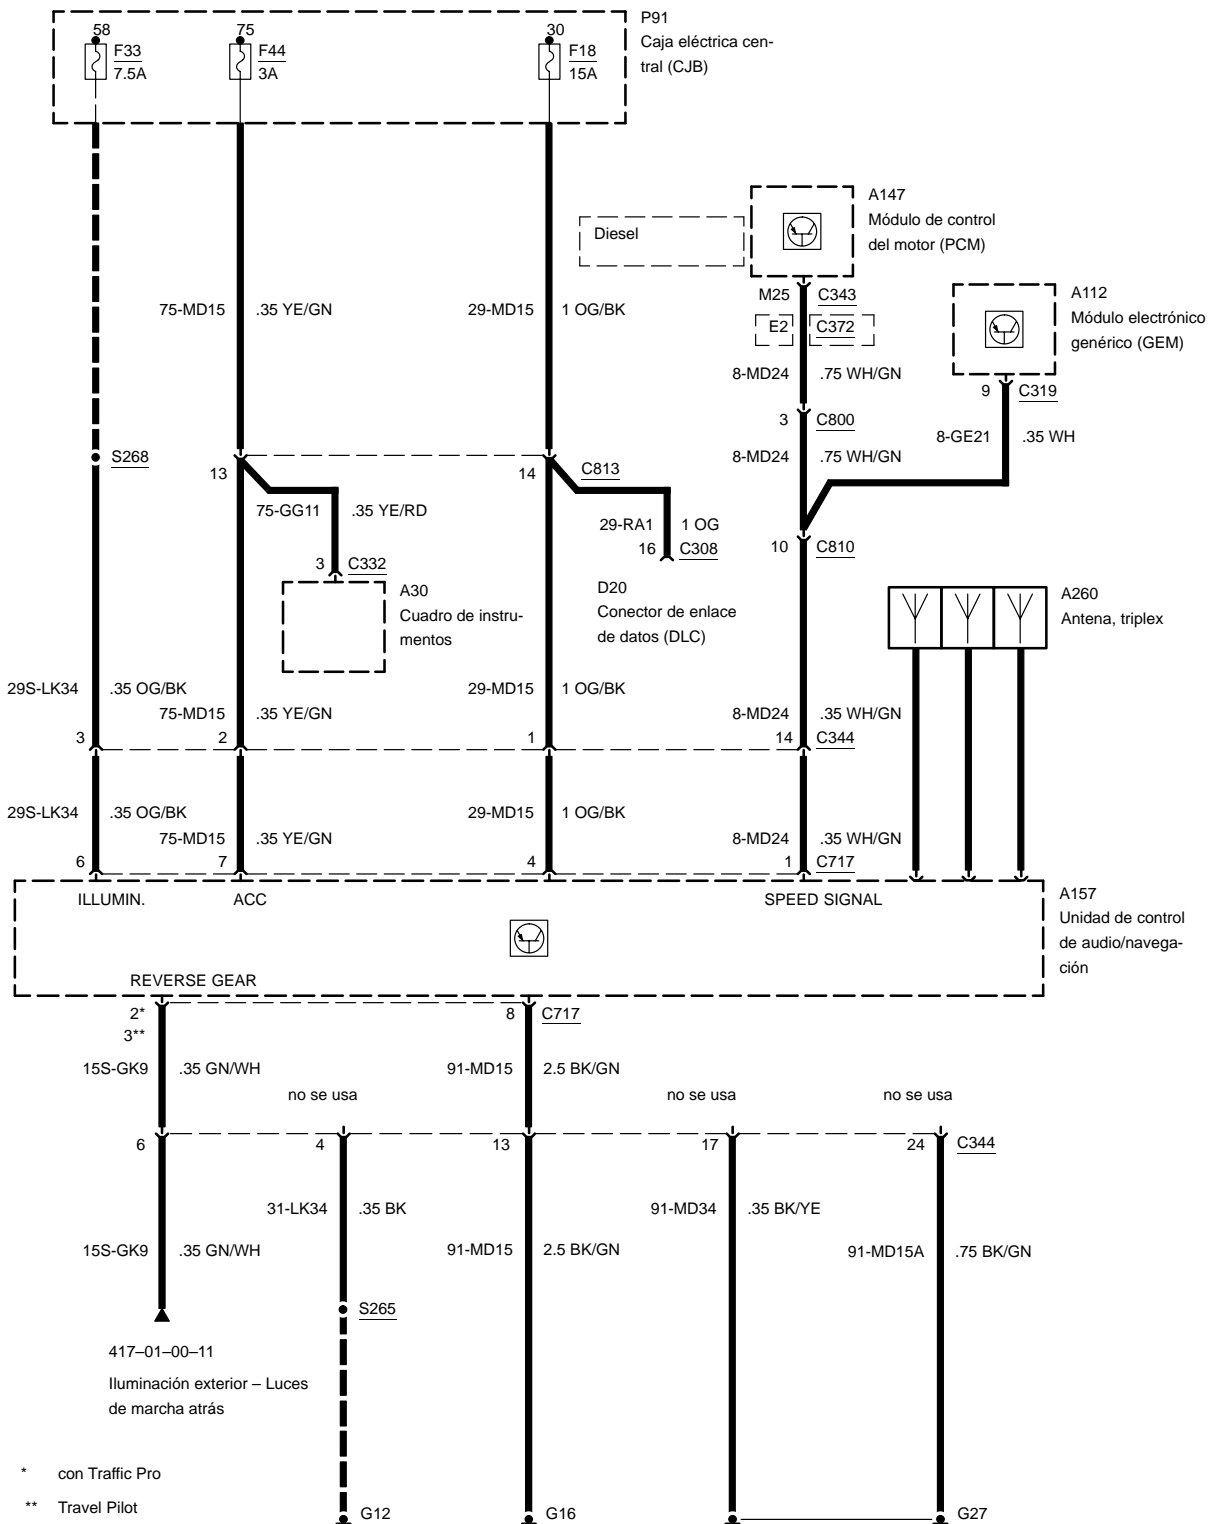 P91
Caja eléctrica cen-
tral (CJB)
58
F33
7.5A
75
F44
3A
30
F18
15A
A147
Módulo de control
del motor (PCM)
Diesel
M25
C343
E2
C372
A112
Módulo electrónico
genérico (GEM)
75-MD15
.35 YE/GN
29-MD15
1 OG/BK
8-MD24
.75 WH/GN
9
C319
3
C800
8-GE21
.35 WH
8-MD24
.75 WH/GN
S268
13
14
C813
75-GG11
.35 YE/RD
29-RA1
1 OG
16
C308
10
C810
3
C332
A30
Cuadro de instru-
mentos
D20
Conector de enlace
de datos (DLC)
A260
Antena, triplex
29S-LK34
.35 OG/BK
75-MD15
.35 YE/GN
29-MD15
1 OG/BK
8-MD24
.35 WH/GN
3
2
1
14
C344
29S-LK34
.35 OG/BK
75-MD15
.35 YE/GN
29-MD15
1 OG/BK
8-MD24
.35 WH/GN
6
7
4
1
C717
ILLUMIN.
ACC
SPEED SIGNAL
A157
Unidad de control
de audio/navega-
ción
REVERSE GEAR
2*
3**
8
C717
15S-GK9
.35 GN/WH
91-MD15
2.5 BK/GN
no se usa
no se usa
no se usa
6
4
13
17
24
C344
31-LK34
.35 BK
91-MD34
.35 BK/YE
15S-GK9
.35 GN/WH
91-MD15
2.5 BK/GN
91-MD15A
.75 BK/GN
S265
417–01–00–11
Iluminación exterior – Luces
de marcha atrás
* con Traffic Pro
** Travel Pilot
G12
G16
G27